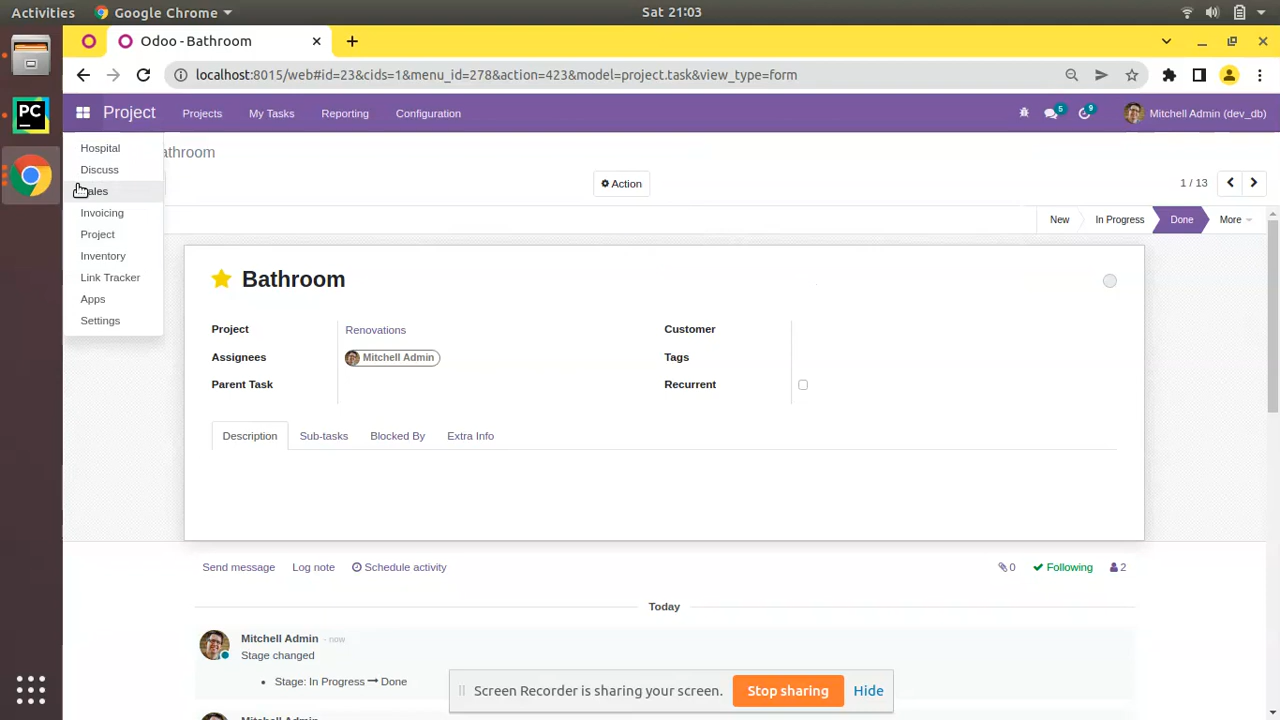 Activities Google Chrome Sat 21:03
Odoo - Bathroom
localhost:8015/web#id=23&cids=1&menu_id=278&action=423&model=project.task&view_type=form
Project Projects My Tasks Reporting Configuration 5 9 Mitchell Admin (dev_db)
Hospital
Discuss
Invoicing
Project
Inventory
Link Tracker
Apps
Settings
Action 1 / 13
New In Progress Done More
Bathroom
Project Renovations Customer
Assignees Mitchell Admin Tags
Parent Task Recurrent
Description Sub-tasks Blocked By Extra Info
Send message Log note Schedule activity 0 Following 2
Today
Mitchell Admin - now
Stage changed
• Stage: In Progress → Done
Screen Recorder is sharing your screen. Stop sharing Hide
PC